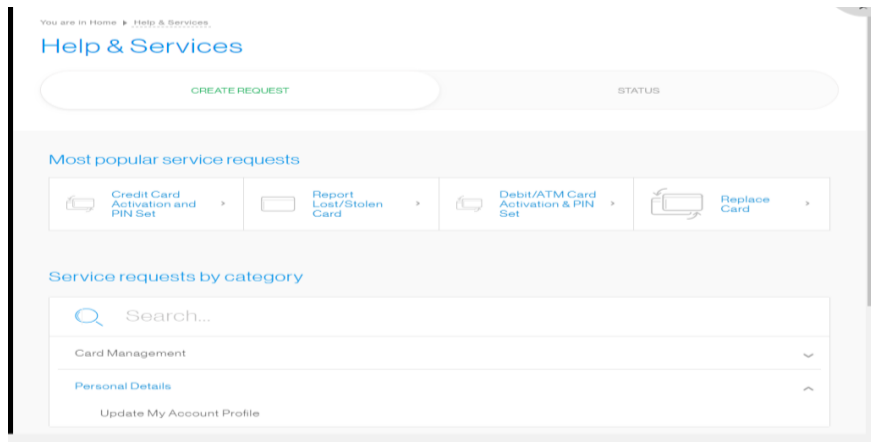 You are in Home ▸ Help & Services
Help & Services
CREATE REQUEST
STATUS
Most popular service requests
Credit Card
Activation and
PIN Set
Report
Lost/Stolen
Card
Debit/ATM Card
Activation & PIN
Set
Replace
Card
Service requests by category
Search...
Card Management
Personal Details
Update My Account Profile